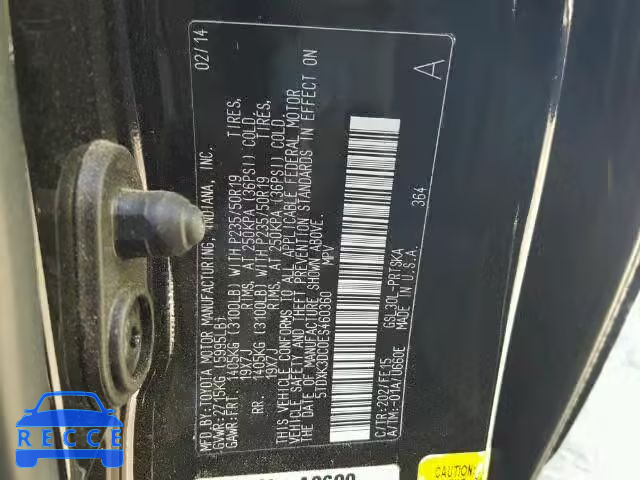 MFD. BY: TOYOTA MOTOR MANUFACTURING, INDIANA, INC. 02/14
GVWR: 2715KG (5985LB)
GAWR: FRT. 1405KG (3100LB) WITH P235/50R19 TIRES,
19X7J RIMS, AT 250KPA (36PSI) COLD.
RR. 1405KG (3100LB) WITH P235/50R19 TIRES,
19X7J RIMS, AT 250KPA (36PSI) COLD.
THIS VEHICLE CONFORMS TO ALL APPLICABLE FEDERAL MOTOR
VEHICLE SAFETY AND THEFT PREVENTION STANDARDS IN EFFECT ON
THE DATE OF MANUFACTURE SHOWN ABOVE.
5TDXK3DC0ES460360 MPV
A
C/TR: 202/FE15 GSL30L-PRTSKA 364
A/TM: -01A/U660E MADE IN U.S.A.
CAUTION